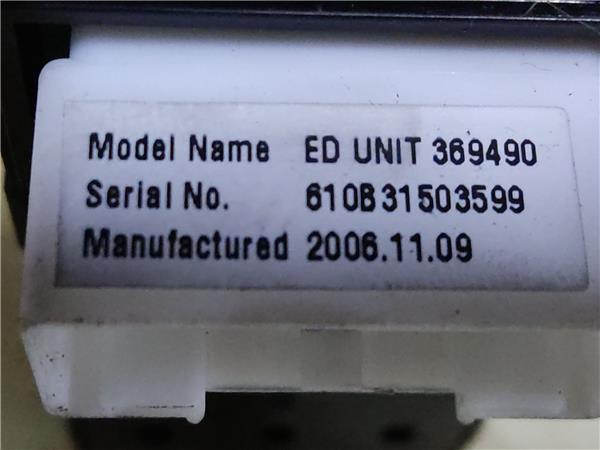 Model Name ED UNIT 369490
Serial No. 610B31503599
Manufactured 2006.11.09